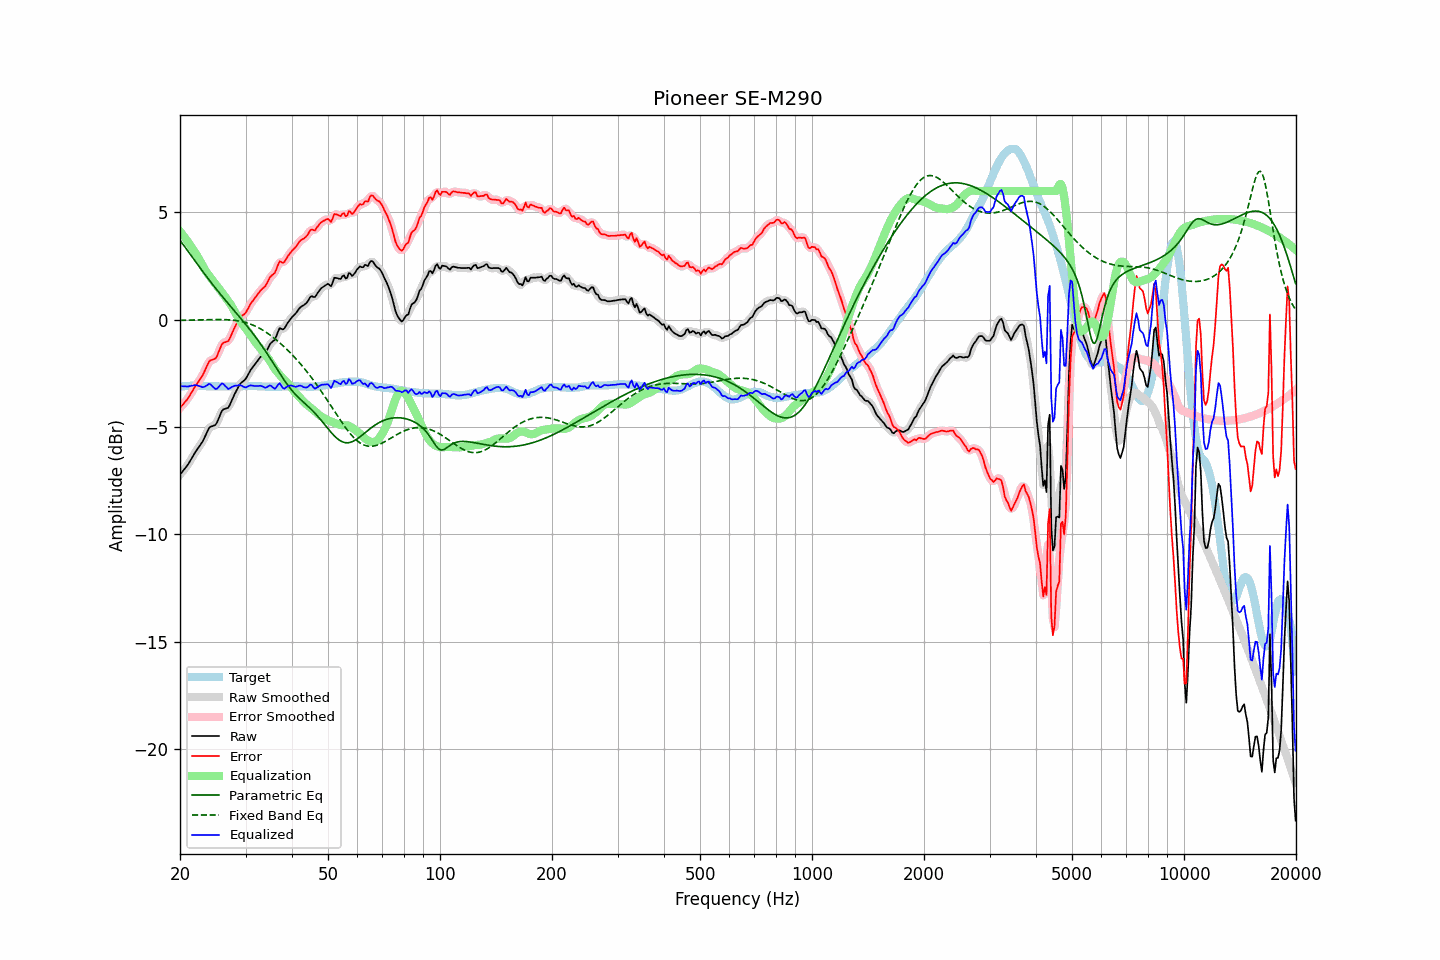 Pioneer SE-M290
Amplitude (dBr)
5
0
−5
−10
−15
−20
Target
Raw Smoothed
Error Smoothed
Raw
Error
Equalization
Parametric Eq
Fixed Band Eq
Equalized
20 50 100 200 500 1000 2000 5000 10000 20000
Frequency (Hz)